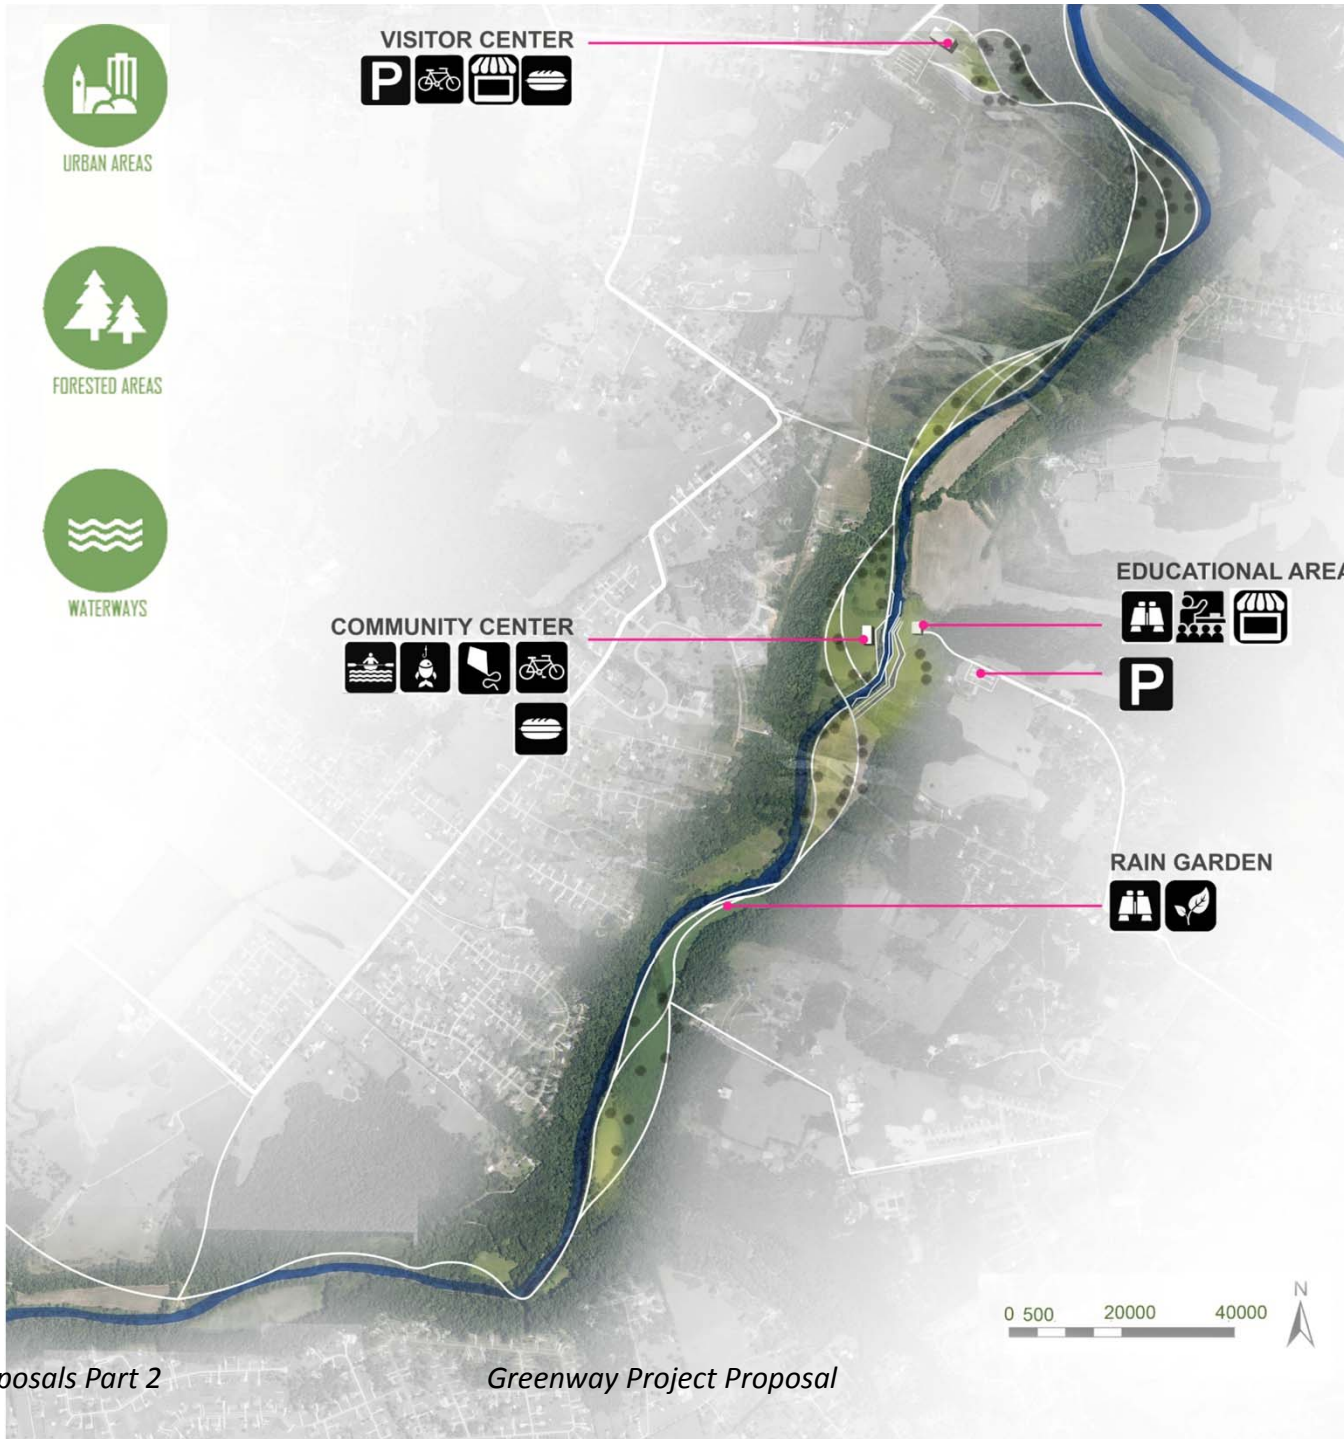 VISITOR CENTER
P
URBAN AREAS
FORESTED AREAS
WATERWAYS
COMMUNITY CENTER
EDUCATIONAL AREA
P
RAIN GARDEN
N
0 500 20000 40000
posals Part 2
Greenway Project Proposal